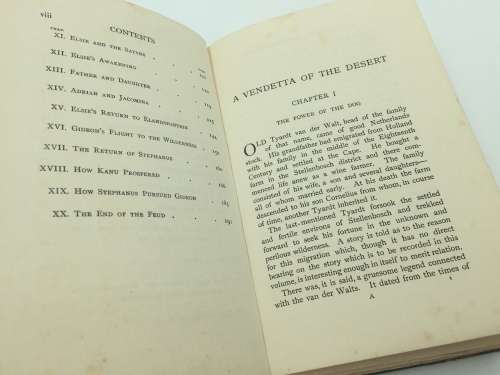 viii
CONTENTS
CHAP.
XI. ELSIE AND THE SATYRS
XII. ELSIE'S AWAKENING
XIII. FATHER AND DAUGHTER
XIV. ADRIAN AND JACOMINA
XV. ELSIE'S RETURN TO ELANDSFONTEIN
XVI. GIDEON'S FLIGHT TO THE WILDERNESS
XVII. THE RETURN OF STEPHANUS
XVIII. HOW KANU PROSPERED
XIX. HOW STEPHANUS PURSUED GIDEON
XX. THE END OF THE FEUD
A VENDETTA OF THE DESERT
CHAPTER I
THE POWER OF THE DOG
OLD Tyardt van der Walt, head of the family
of that name, came of good Netherlands
stock. His grandfather had emigrated from Holland
with his family in the middle of the Eighteenth
Century and settled at the Cape. He bought a
farm in the Stellenbosch district and there com-
menced life anew as a wine farmer. The family
consisted of his wife, a son and several daughters—
all of whom married early. At his death the farm
descended to his son Cornelius from whom, in course
of time, another Tyardt inherited it.
The last-mentioned Tyardt forsook the settled
and fertile environs of Stellenbosch and trekked
forward to seek his fortune in the unknown and
perilous wilderness. A story is told as to the reason
for this migration which, though it has no direct
bearing on the story which is to be recorded in this
volume, is interesting enough in itself to merit relation.
There was, it is said, a gruesome legend connected
with the van der Walts. It dated from the times of
A